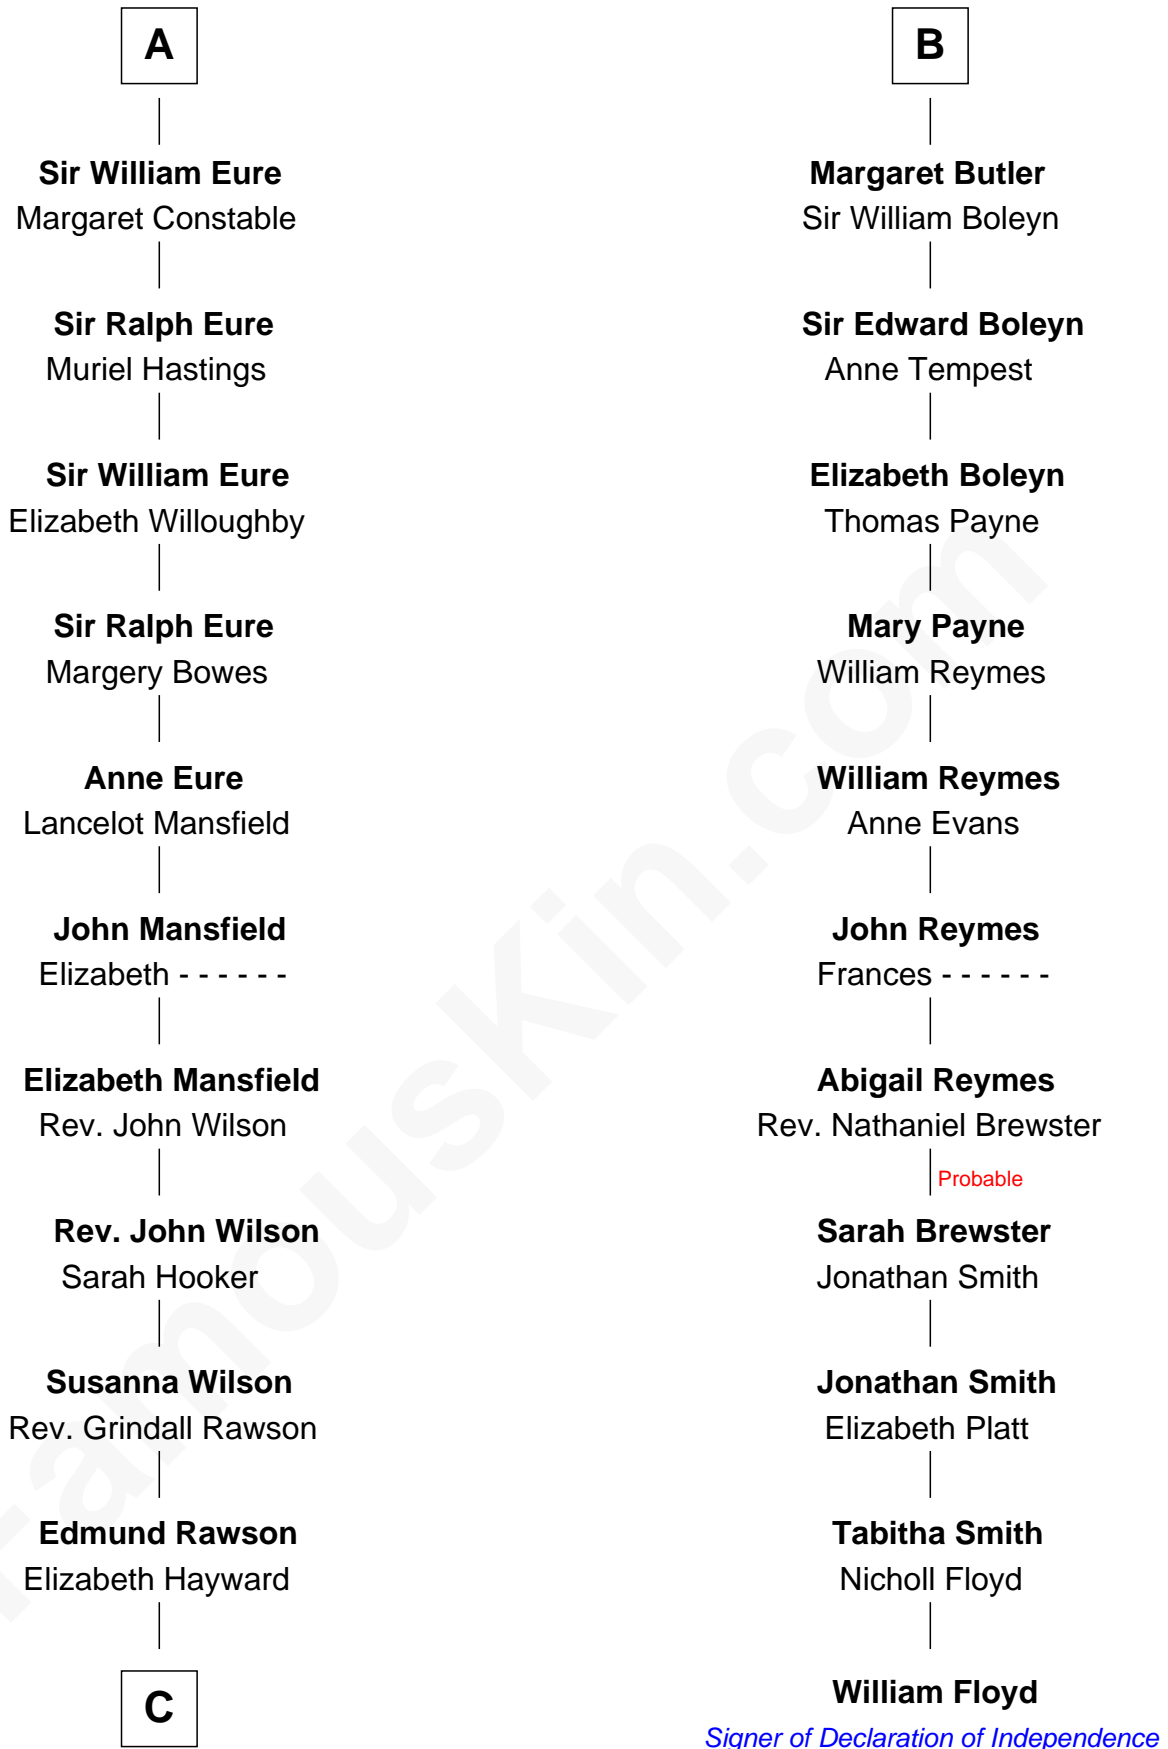 A
Sir William Eure
Margaret Constable
Sir Ralph Eure
Muriel Hastings
Sir William Eure
Elizabeth Willoughby
Sir Ralph Eure
Margery Bowes
Anne Eure
Lancelot Mansfield
John Mansfield
Elizabeth - - - - - -
Elizabeth Mansfield
Rev. John Wilson
Rev. John Wilson
Sarah Hooker
Susanna Wilson
Rev. Grindall Rawson
Edmund Rawson
Elizabeth Hayward
C
B
Margaret Butler
Sir William Boleyn
Sir Edward Boleyn
Anne Tempest
Elizabeth Boleyn
Thomas Payne
Mary Payne
William Reymes
William Reymes
Anne Evans
John Reymes
Frances - - - - - -
Abigail Reymes
Rev. Nathaniel Brewster
Probable
Sarah Brewster
Jonathan Smith
Jonathan Smith
Elizabeth Platt
Tabitha Smith
Nicholl Floyd
William Floyd
Signer of Declaration of Independence
FamousKin.com